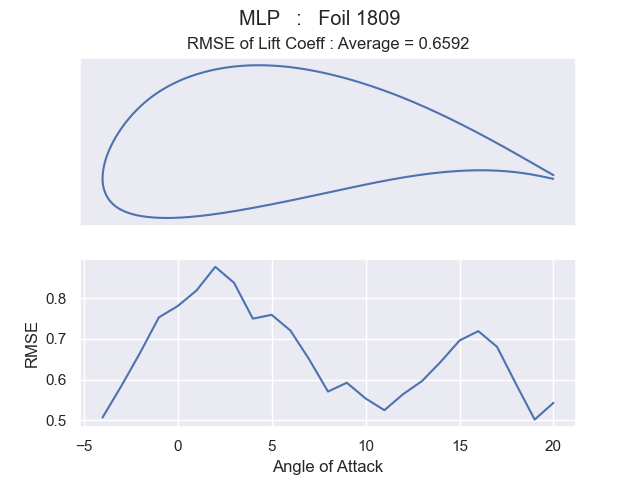 MLP   :   Foil 1809
RMSE of Lift Coeff : Average = 0.6592
0.8
0.7
0.6
0.5
RMSE
−5 0 5 10 15 20
Angle of Attack